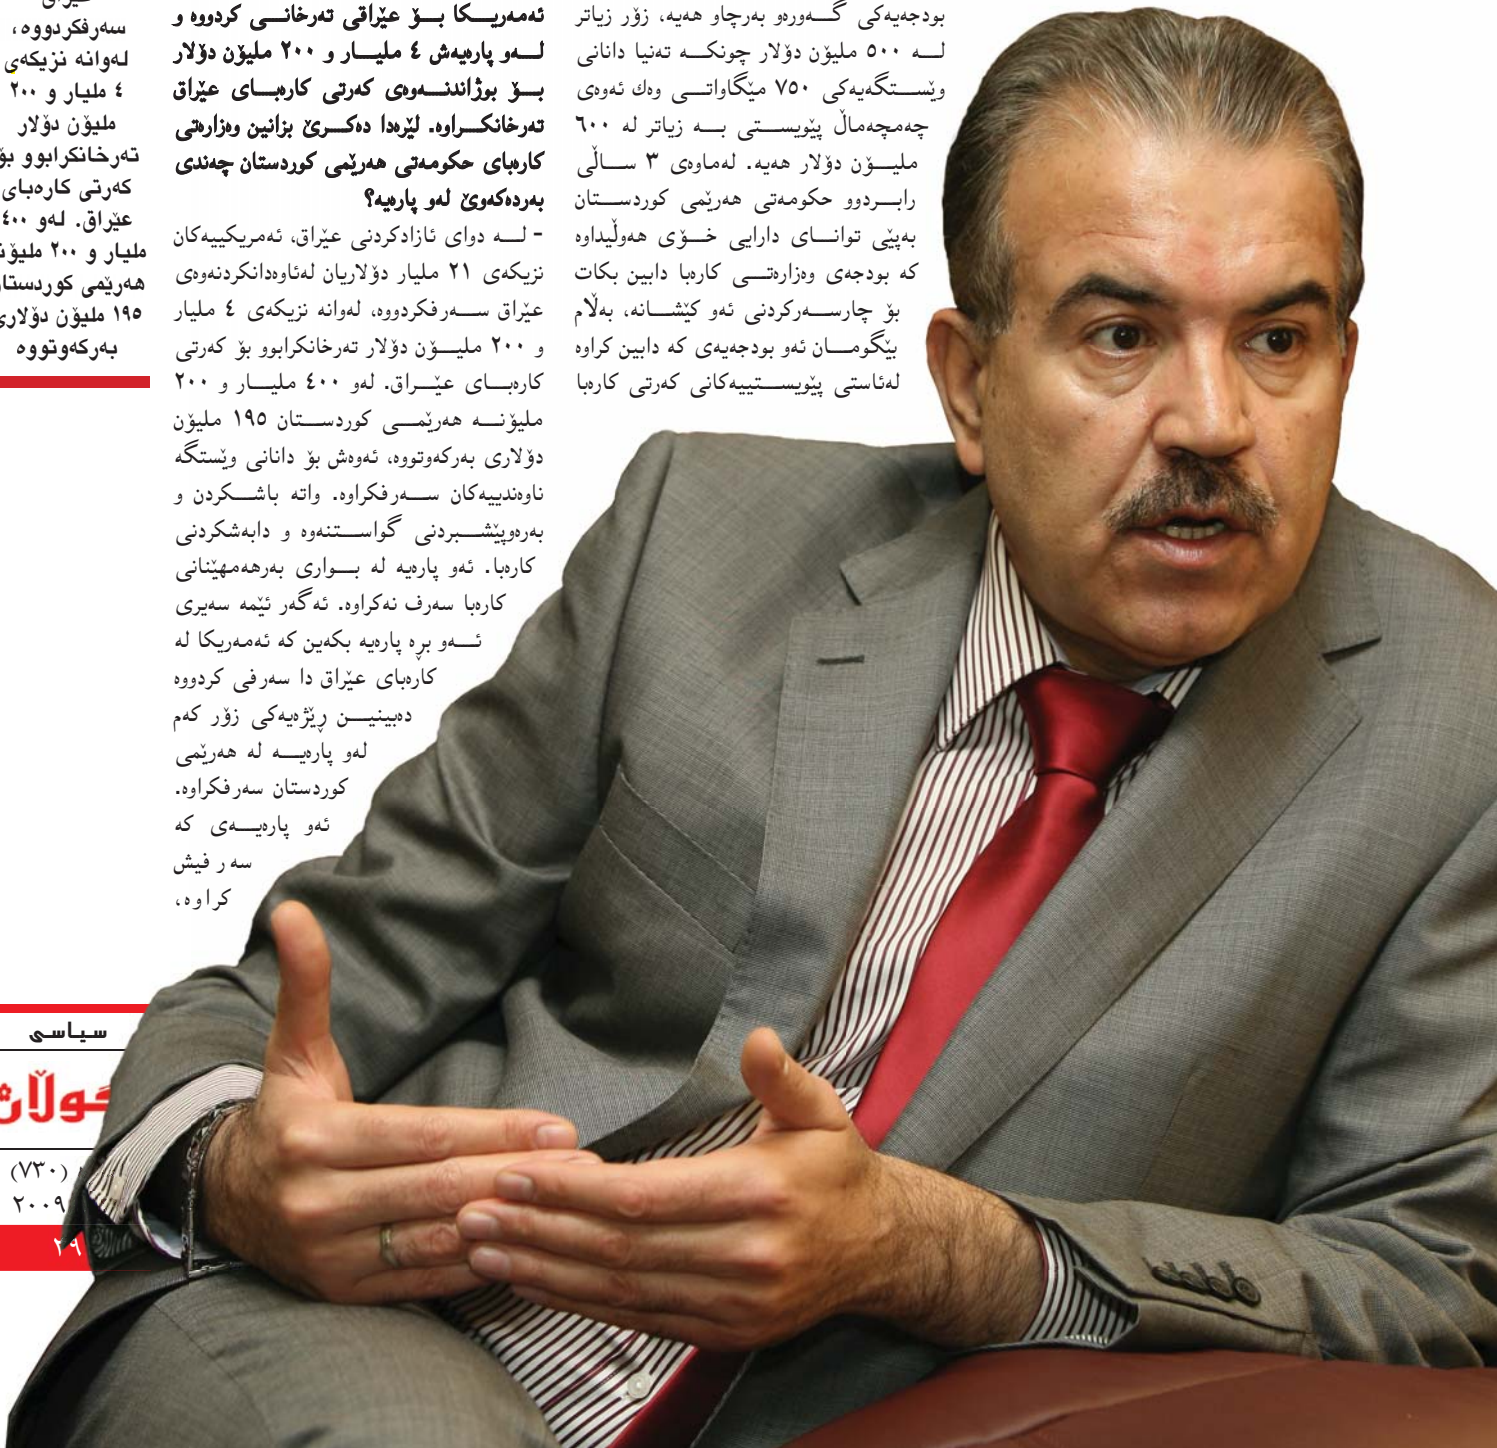 بودجەیەکی گەورەو بەرچاو هەیە، زۆر زیاتر
لە ٥٠٠ ملیۆن دۆلار چونکە تەنیا دانانی
وێستگەیەکی ٧٥٠ مێگاواتی وەك ئەوەی
چەمچەماڵ پێویستی بە زیاتر لە ٦٠٠
ملیۆن دۆلار هەیە. لەماوەی ٣ ساڵی
رابردوو حکومەتی هەرێمی کوردستان
بەپێی توانای دارایی خۆی هەوڵیداوە
کە بودجەی وەزارەتی کارەبا دابین بکات
بۆ چارسەرکردنی ئەو کێشانە، بەڵام
بێگومان ئەو بودجەیەی کە دابین کراوە
لەئاستی پێویستییەکانی کەرتی کارەبا
ئەمەریکا بۆ عێراقی تەرخانی کردووە و
لەو پارەیەش ٤ ملیار و ٢٠٠ ملیۆن دۆلار
بۆ بوژاندنەوەی کەرتی کارەبای عێراق
تەرخانکراوە. لێرەدا دەکرێ بزانین وەزارەتی
کارەبای حکومەتی هەرێمی کوردستان چەندی
بەردەکەوێ لەو پارەیە؟
- لە دوای ئازادکردنی عێراق، ئەمریکییەکان
نزیکەی ٢١ ملیار دۆلاریان لەئاوەدانکردنەوەی
عێراق سەرفکردووە، لەوانە نزیکەی ٤ ملیار
و ٢٠٠ ملیۆن دۆلار تەرخانکرابوو بۆ کەرتی
کارەبای عێراق. لەو ٤٠٠ ملیار و ٢٠٠
ملیۆنە هەرێمی کوردستان ١٩٥ ملیۆن
دۆلاری بەرکەوتووە، ئەوەش بۆ دانانی وێستگە
ناوەندییەکان سەرفکراوە. واتە باشکردن و
بەرەوپێشبردنی گواستنەوە و دابەشکردنی
کارەبا. ئەو پارەیە لە بواری بەرهەمهێنانی
کارەبا سەرف نەکراوە. ئەگەر ئێمە سەیری
ئەو بڕە پارەیە بکەین کە ئەمەریکا لە
کارەبای عێراق دا سەرفی کردووە
دەبینین ڕێژەیەکی زۆر کەم
لەو پارەیە لە هەرێمی
کوردستان سەرفکراوە.
ئەو پارەیەی کە
سەرفیش
کراوە،
سەرفکردووە،
لەوانە نزیکەی
٤ ملیار و ٢٠٠
ملیۆن دۆلار
تەرخانکرابوو بۆ
کەرتی کارەبای
عێراق. لەو ٤٠٠
ملیار و ٢٠٠ ملیۆنە
هەرێمی کوردستان
١٩٥ ملیۆن دۆلاری
بەرکەوتووە
سیاسی
گوڵان
(٧٣٠)
٢٠٠٩
٢٩